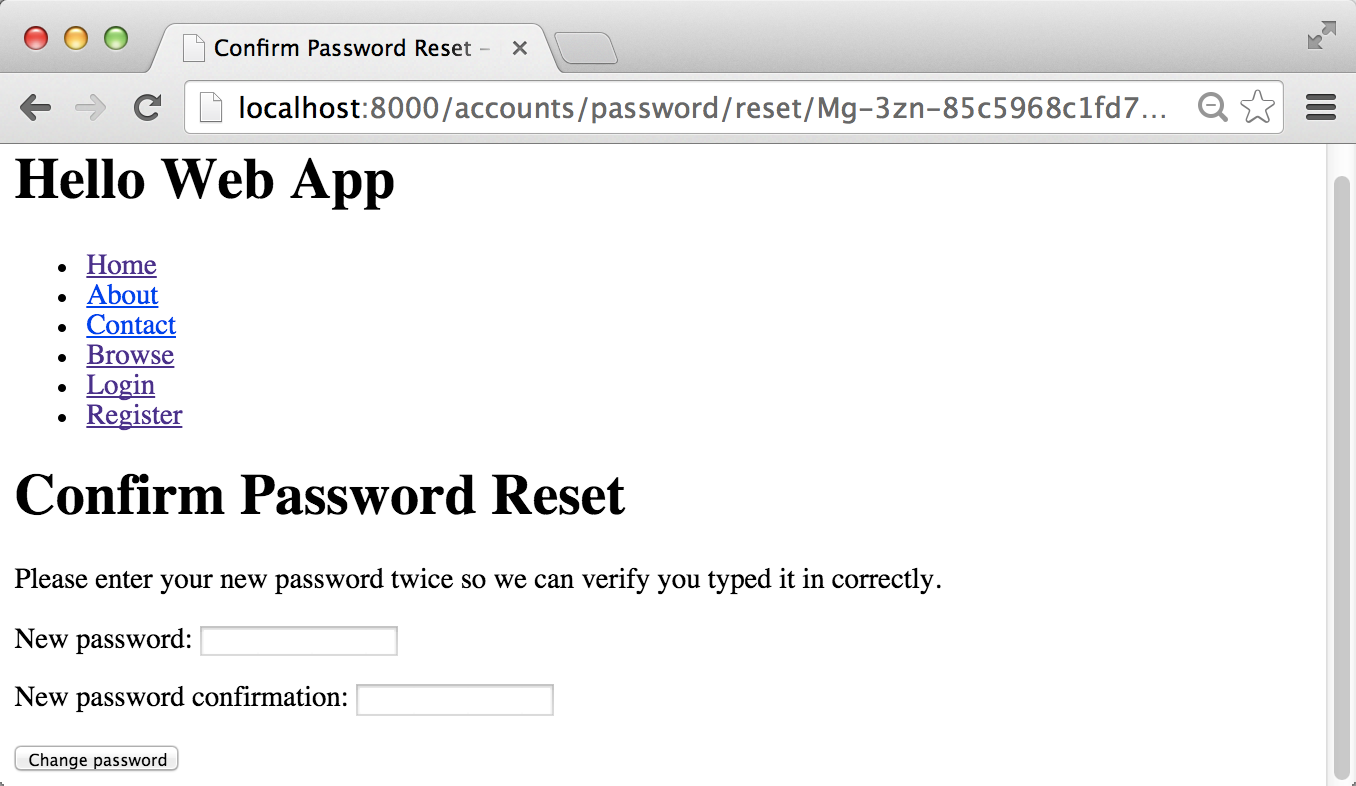 Confirm Password Reset –
localhost:8000/accounts/password/reset/Mg-3zn-85c5968c1fd7...
Hello Web App
Home
About
Contact
Browse
Login
Register
Confirm Password Reset
Please enter your new password twice so we can verify you typed it in correctly.
New password:
New password confirmation:
Change password